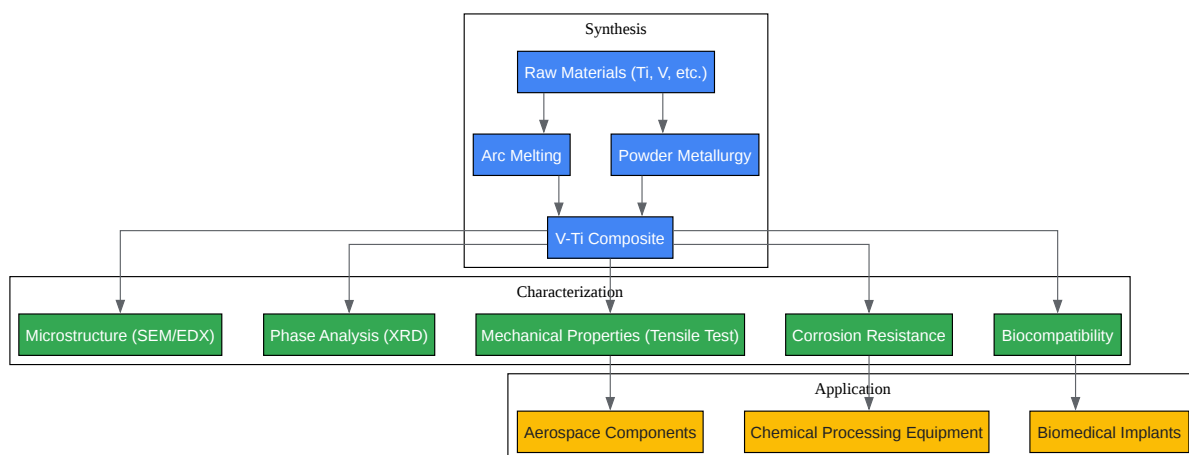 Synthesis
Raw Materials (Ti, V, etc.)
Arc Melting
Powder Metallurgy
V-Ti Composite
Characterization
Microstructure (SEM/EDX)
Phase Analysis (XRD)
Mechanical Properties (Tensile Test)
Corrosion Resistance
Biocompatibility
Application
Aerospace Components
Chemical Processing Equipment
Biomedical Implants